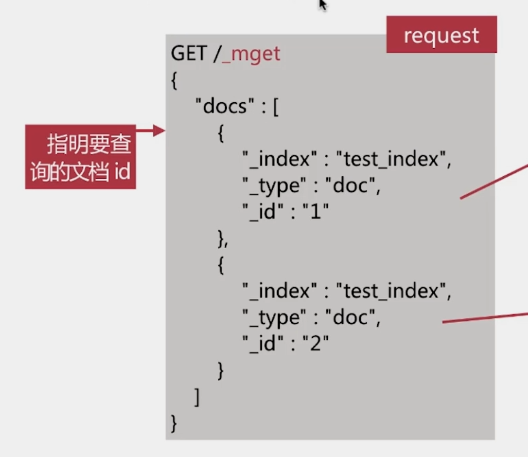 request
GET /_mget
{
"docs" : [
{
"_index" : "test_index",
"_type" : "doc",
"_id" : "1"
},
{
"_index" : "test_index",
"_type" : "doc",
"_id" : "2"
}
]
}
指明要查
询的文档 id